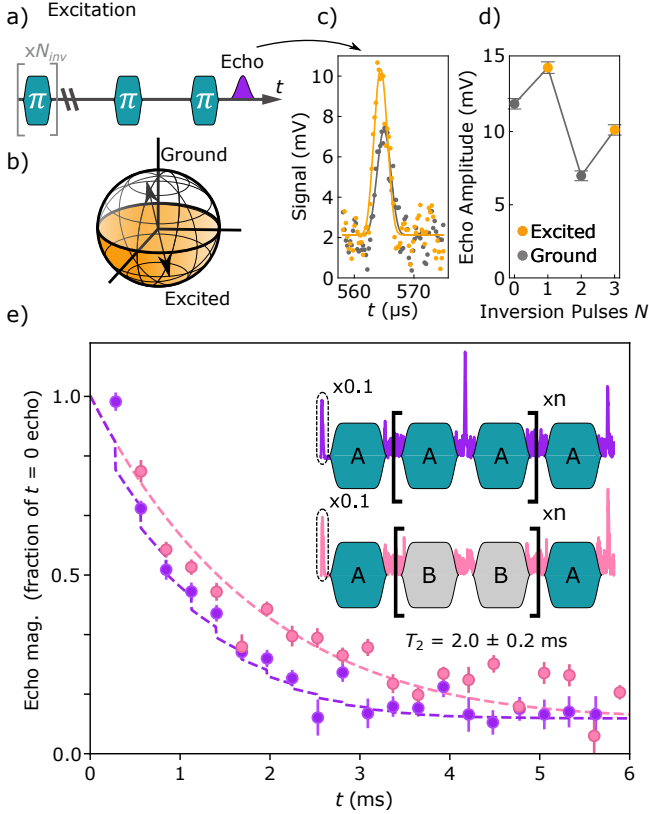 a) Excitation
xN_inv
π π π Echo t
b)
Ground
Excited
c)
Signal (mV)
10
8
6
4
2
0
560 570
t (µs)
d)
Echo Amplitude (mV)
15
10
5
0
Excited
Ground
0 1 2 3
Inversion Pulses N
e)
Echo mag. (fraction of t = 0 echo)
1.0
0.5
0.0
x0.1 xn
A A A A
x0.1 xn
A B B A
T₂ = 2.0 ± 0.2 ms
0 1 2 3 4 5 6
t (ms)